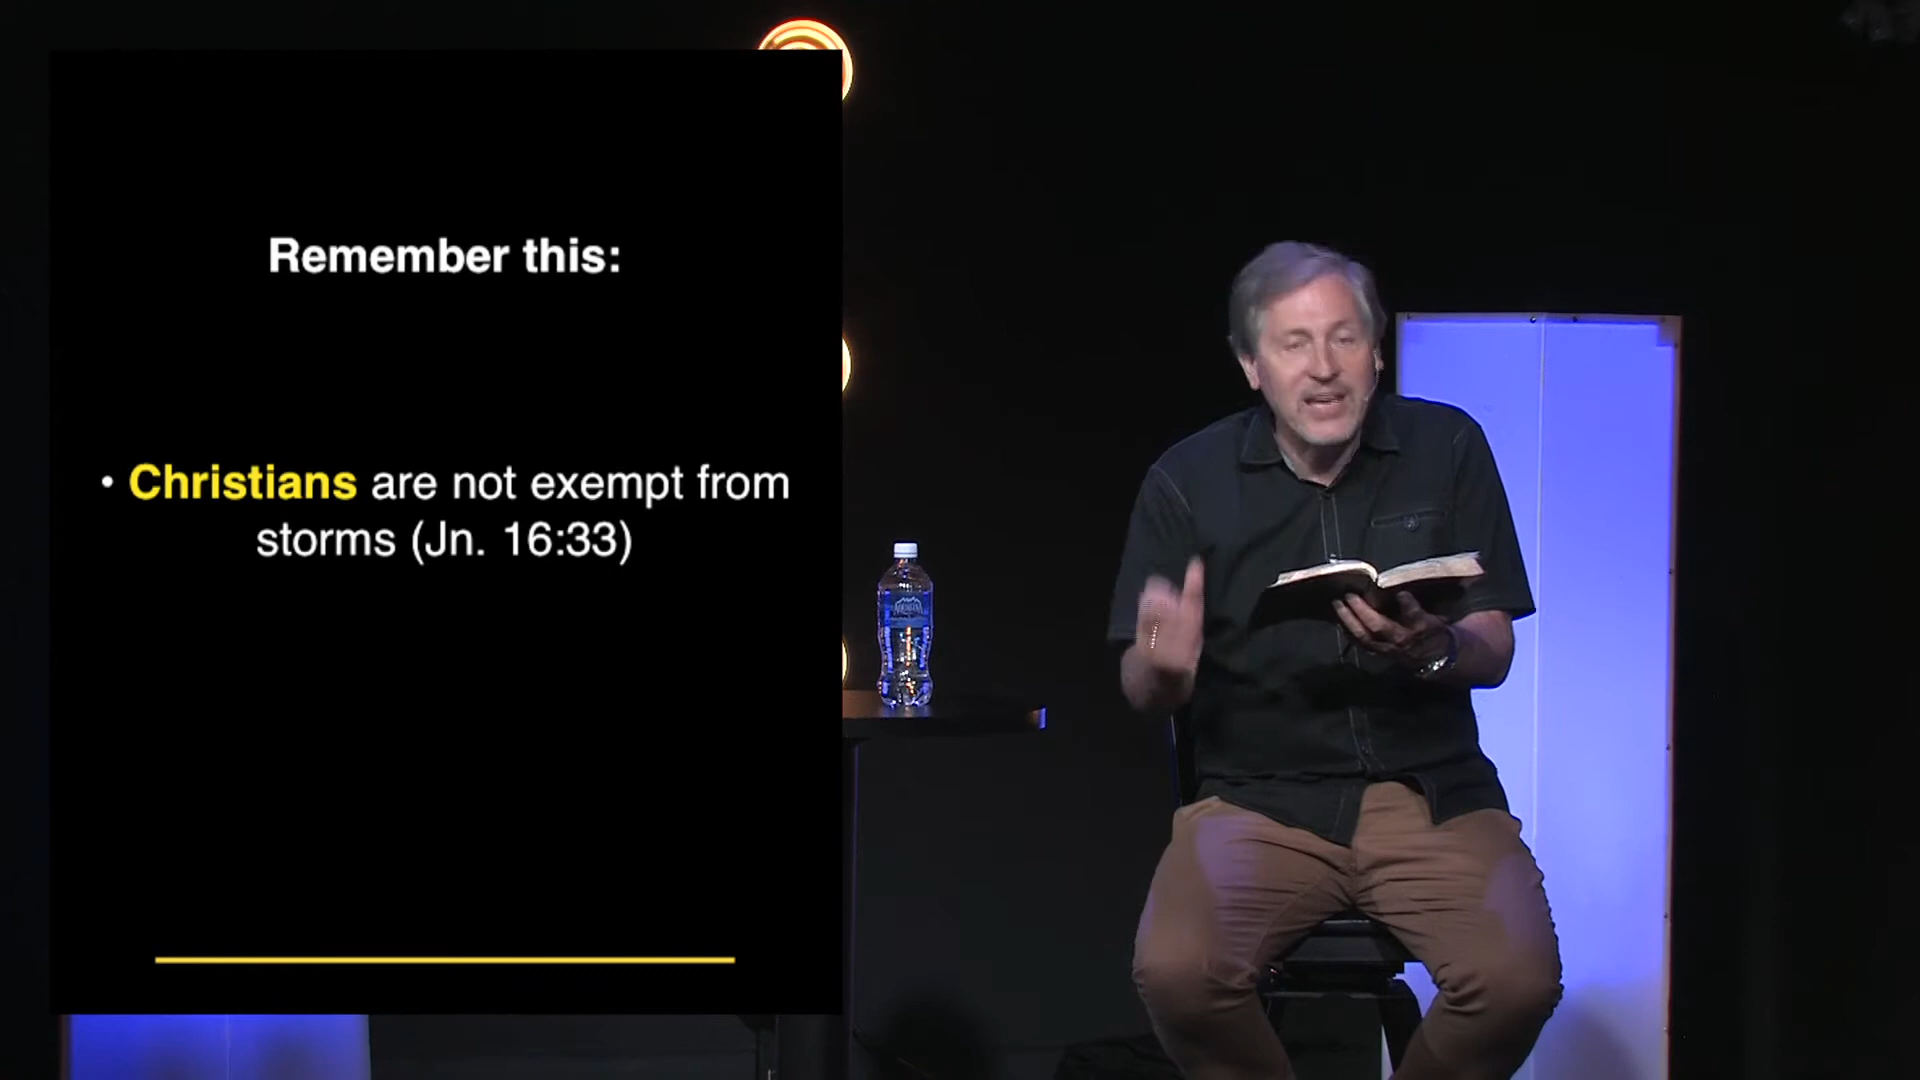 Remember this:
• Christians are not exempt from
storms (Jn. 16:33)